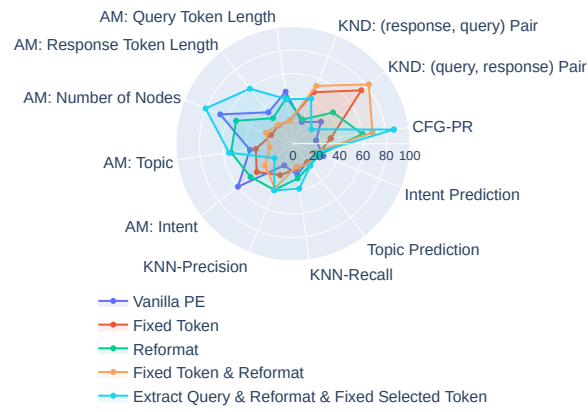 AM: Query Token Length
KND: (response, query) Pair
AM: Response Token Length
KND: (query, response) Pair
AM: Number of Nodes
CFG-PR
0 20 40 60 80 100
AM: Topic
Intent Prediction
AM: Intent
Topic Prediction
KNN-Precision
KNN-Recall
Vanilla PE
Fixed Token
Reformat
Fixed Token & Reformat
Extract Query & Reformat & Fixed Selected Token